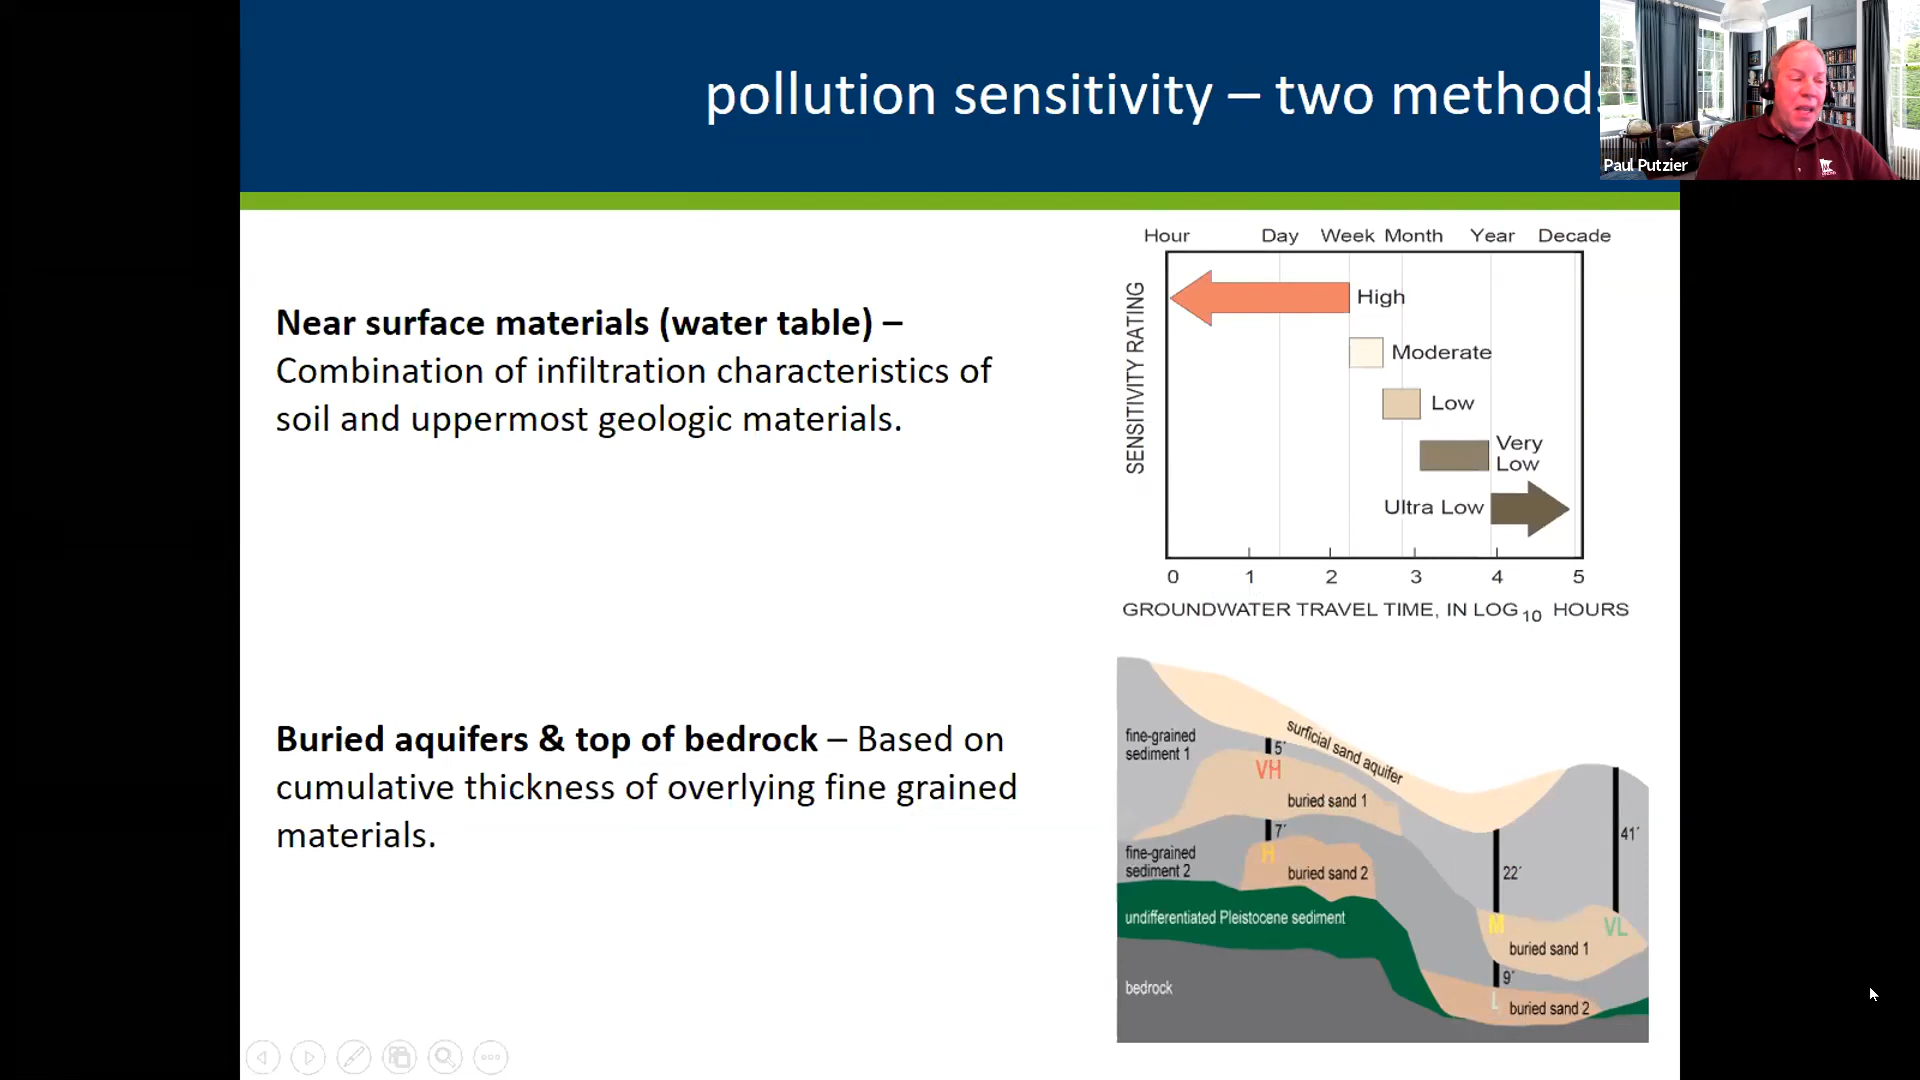 pollution sensitivity – two methods
Paul Putzier
Near surface materials (water table) –
Combination of infiltration characteristics of
soil and uppermost geologic materials.
Hour Day Week Month Year Decade
SENSITIVITY RATING
High
Moderate
Low
Very
Low
Ultra Low
0 1 2 3 4 5
GROUNDWATER TRAVEL TIME, IN LOG 10 HOURS
Buried aquifers & top of bedrock – Based on
cumulative thickness of overlying fine grained
materials.
surficial sand aquifer
fine-grained
sediment 1
5´
VH
buried sand 1
7´
H
fine-grained
sediment 2
buried sand 2
undifferentiated Pleistocene sediment
bedrock
41´
22´
M
VL
buried sand 1
9´
L
buried sand 2